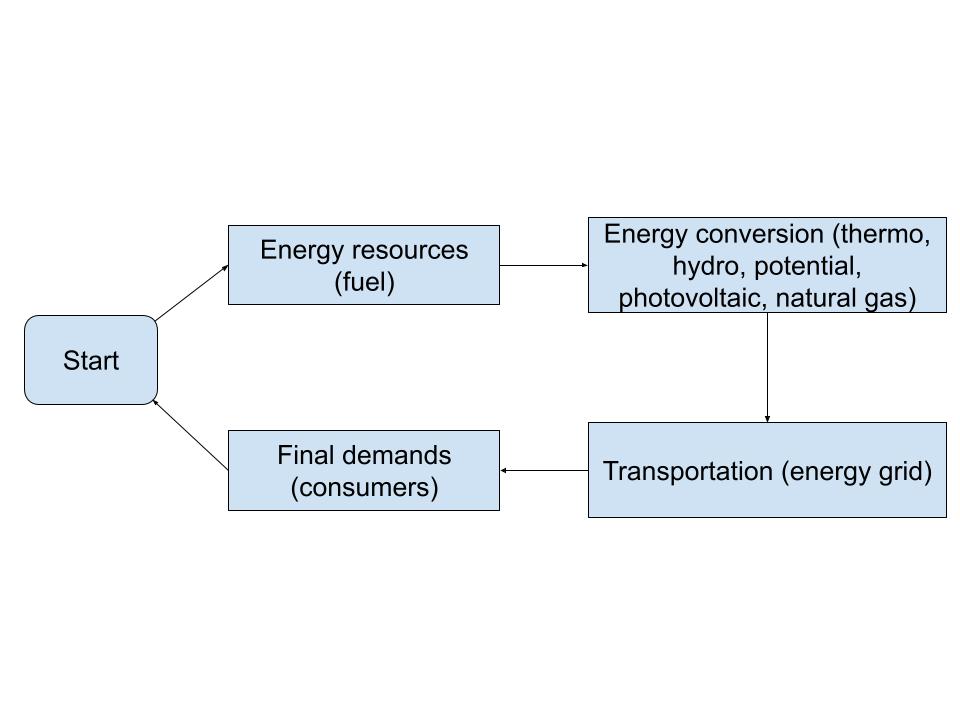 Energy resources
(fuel)
Energy conversion (thermo,
hydro, potential,
photovoltaic, natural gas)
Start
Final demands
(consumers)
Transportation (energy grid)